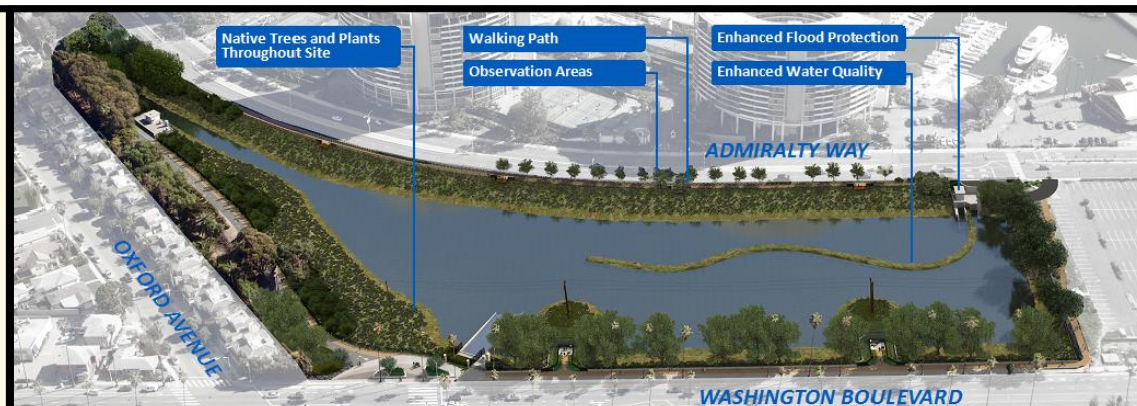 Native Trees and Plants
Throughout Site
Walking Path
Observation Areas
Enhanced Flood Protection
Enhanced Water Quality
ADMIRALTY WAY
OXFORD AVENUE
WASHINGTON BOULEVARD